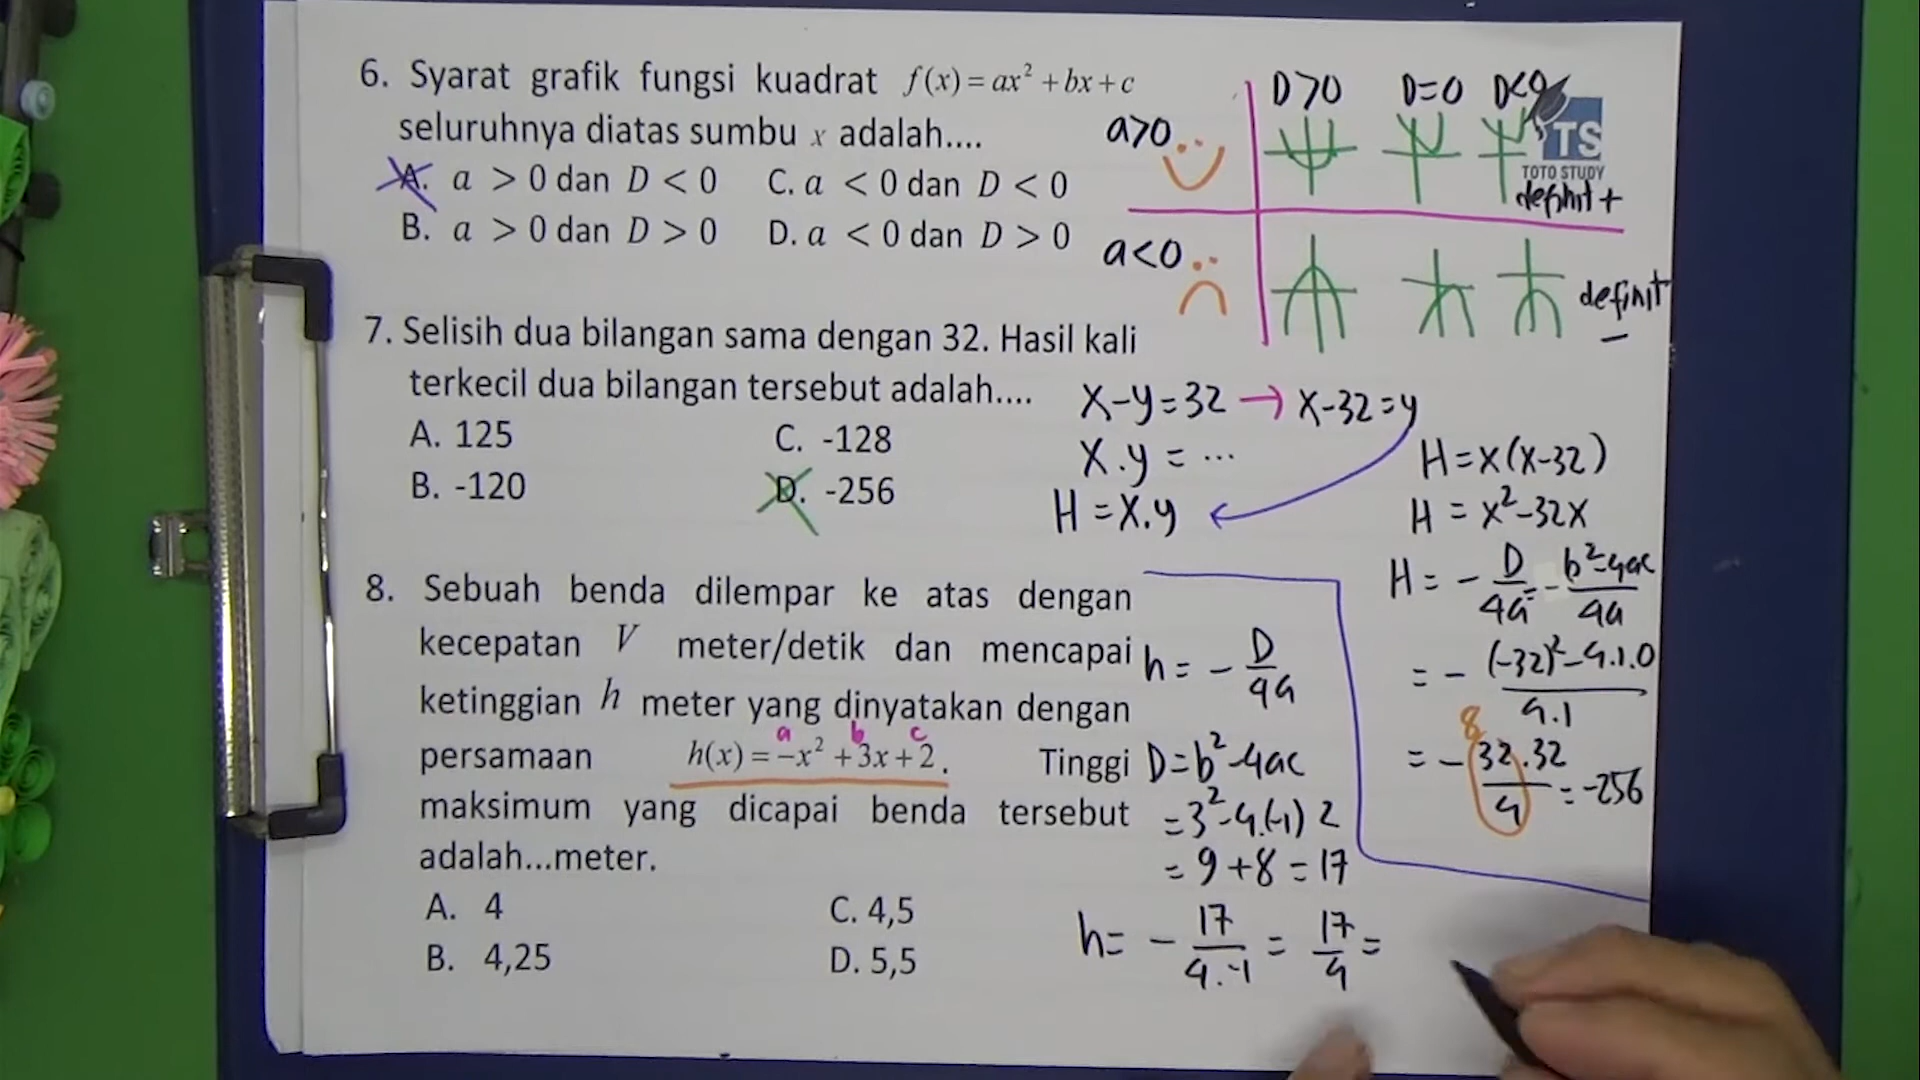 6. Syarat grafik fungsi kuadrat f(x) = ax² + bx + c
seluruhnya diatas sumbu x adalah....
A. a > 0 dan D < 0 C. a < 0 dan D < 0
B. a > 0 dan D > 0 D. a < 0 dan D > 0
D>0 D=0 D<0
a>0
TS
TOTO STUDY
definit +
a<0
definit
−
7. Selisih dua bilangan sama dengan 32. Hasil kali
terkecil dua bilangan tersebut adalah....
A. 125 C. -128
B. -120 D. -256
x-y=32 → x-32=y
x.y = ...
H = x.y
H=x(x-32)
H = x²-32x
H = - D/4a = - b²-4ac/4a
= - (-32)²-4.1.0/4.1
8
= - 32.32/4 = -256
8. Sebuah benda dilempar ke atas dengan
kecepatan V meter/detik dan mencapai
ketinggian h meter yang dinyatakan dengan
a b c
persamaan h(x) = −x² + 3x + 2. Tinggi
maksimum yang dicapai benda tersebut
adalah...meter.
A. 4 C. 4,5
B. 4,25 D. 5,5
h = - D/4a
D=b²-4ac
=3²-4.(-1) 2
= 9+8 = 17
h= - 17/4.-1 = 17/4 =